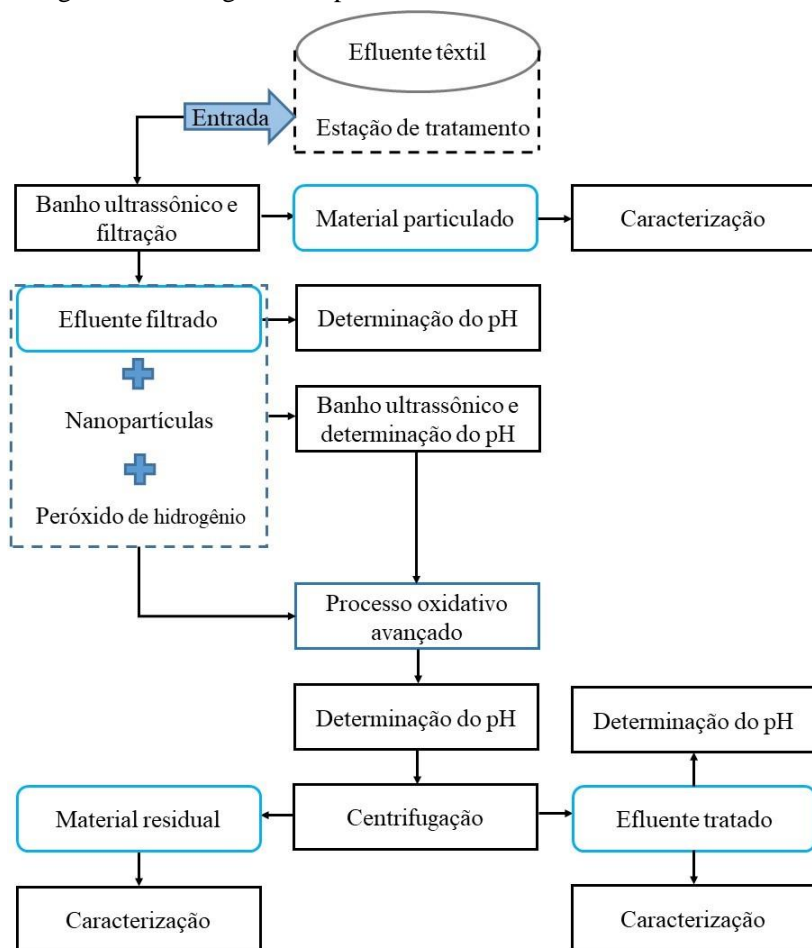 Efluente têxtil
Entrada
Estação de tratamento
Banho ultrassônico e
filtração
Material particulado
Caracterização
Efluente filtrado
Determinação do pH
Nanopartículas
Banho ultrassônico e
determinação do pH
Peróxido de hidrogênio
Processo oxidativo
avançado
Determinação do pH
Determinação do pH
Material residual
Centrifugação
Efluente tratado
Caracterização
Caracterização